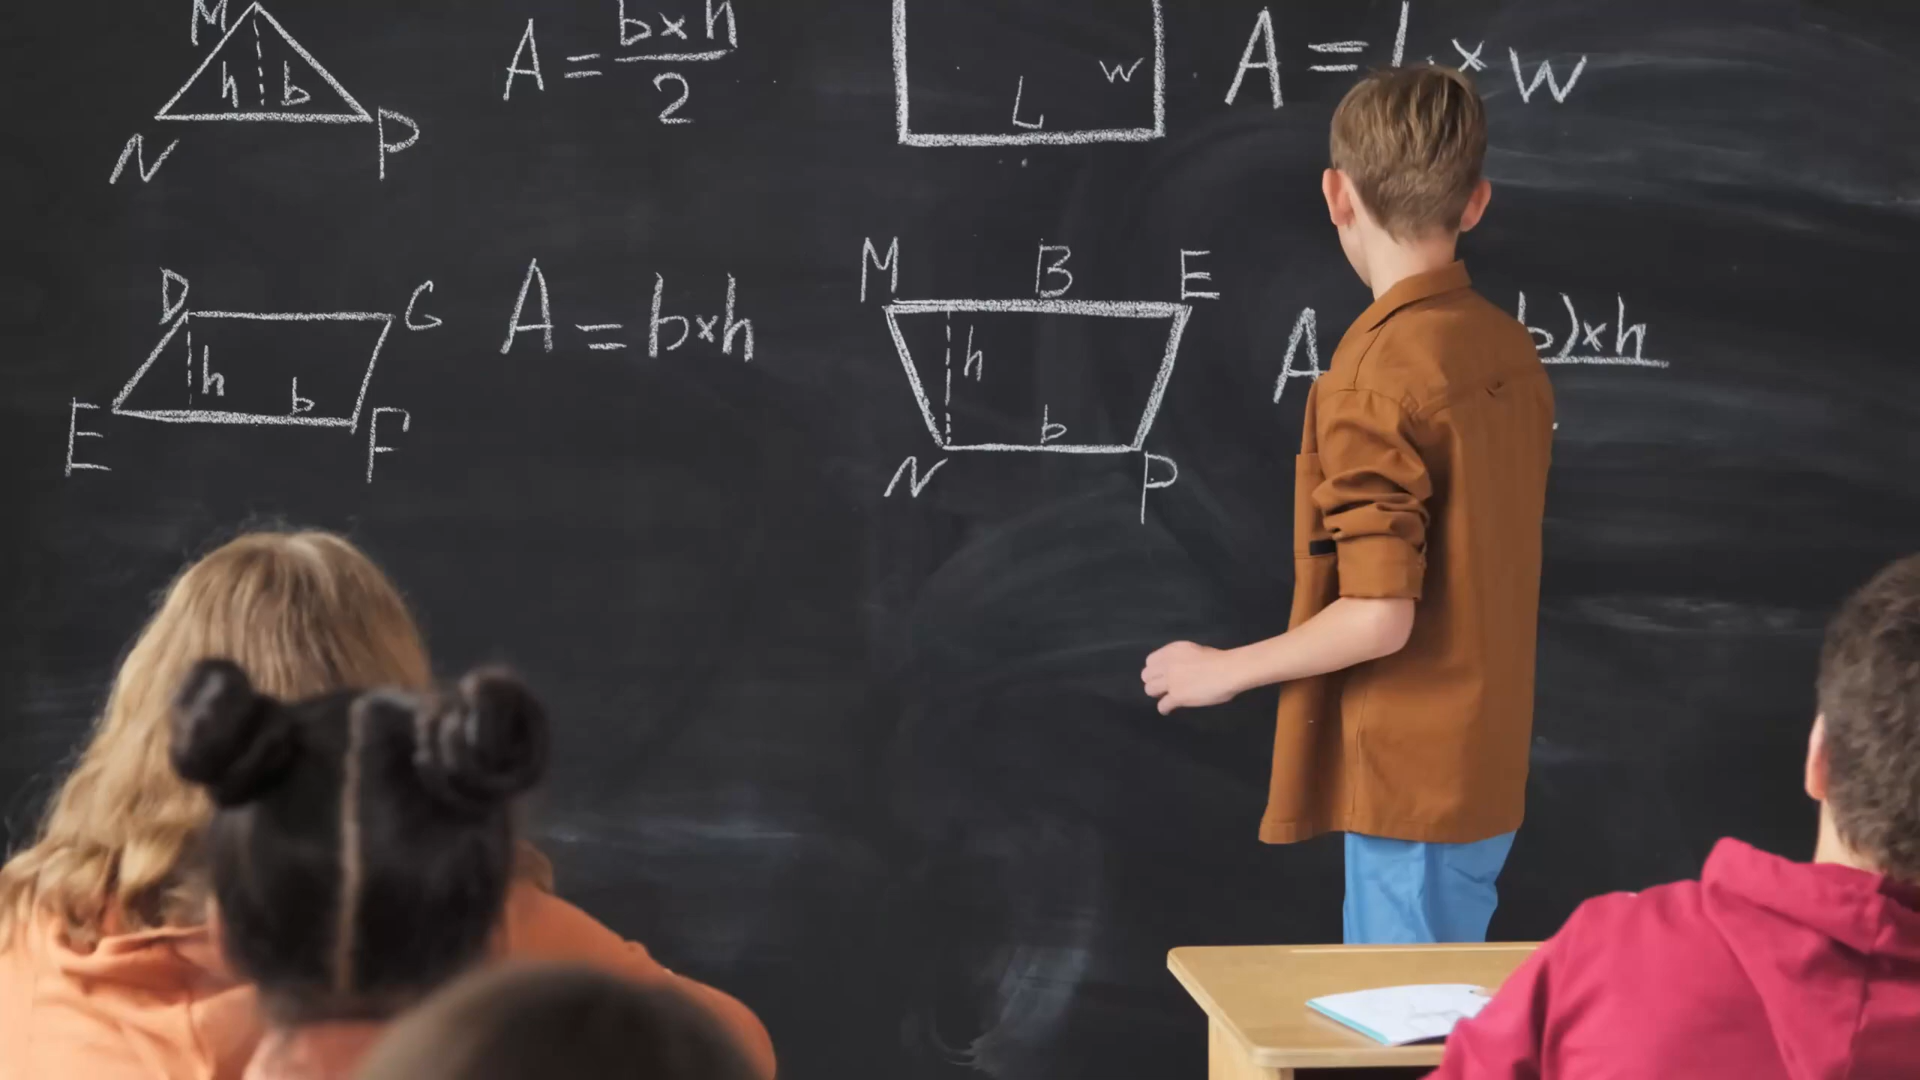 M
h b
N P
A = b×h
2
w
L
A = L × w
D G
h
b
E F
A = b×h
M B E
h
b
N P
A b)×h